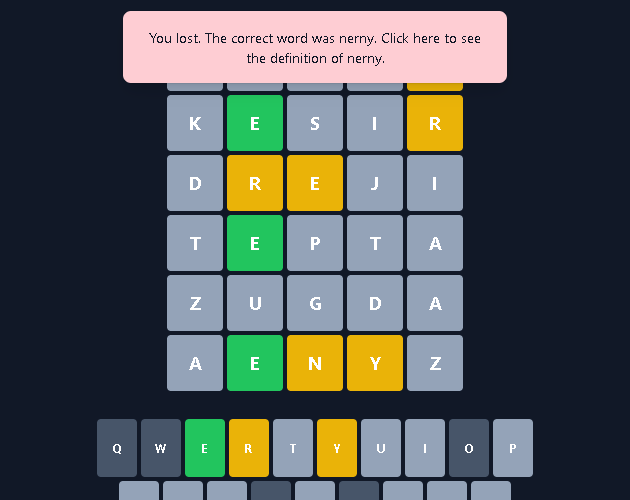 You lost. The correct word was nerny. Click here to see
the definition of nerny.
K E S I R
D R E J I
T E P T A
Z U G D A
A E N Y Z
Q W E R T Y U I O P